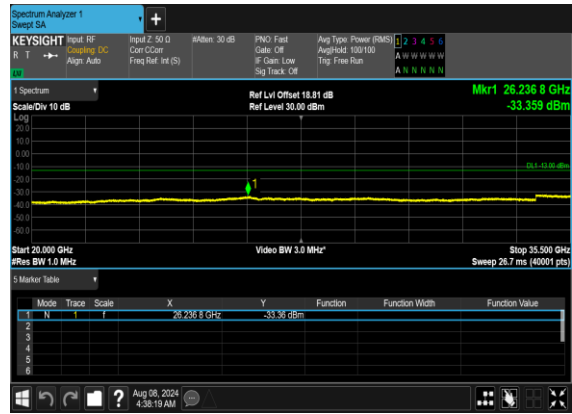 Spectrum Analyzer 1
Swept SA
+
KEYSIGHT Input: RF Input Z: 50 Ω #Atten: 30 dB PNO: Fast Avg Type: Power (RMS) 1 2 3 4 5 6
R T Coupling: DC Corr CCorr Gate: Off Avg|Hold: 100/100 A W W W W W
Align: Auto Freq Ref: Int (S) IF Gain: Low Trig: Free Run
Sig Track: Off A N N N N N
1 Spectrum Ref Lvl Offset 18.81 dB Mkr1 26.236 8 GHz
Scale/Div 10 dB Ref Level 30.00 dBm -33.359 dBm
Log
20.0
10.0
0.00
-10.0
DL1 -13.00 dBm
-20.0
1
-30.0
-40.0
-50.0
-60.0
Start 20.000 GHz Video BW 3.0 MHz* Stop 35.500 GHz
#Res BW 1.0 MHz Sweep 26.7 ms (40001 pts)
5 Marker Table
Mode Trace Scale X Y Function Function Width Function Value
1 N 1 f 26.236 8 GHz -33.36 dBm
2
3
4
5
6
? Aug 08, 2024
4:38:19 AM